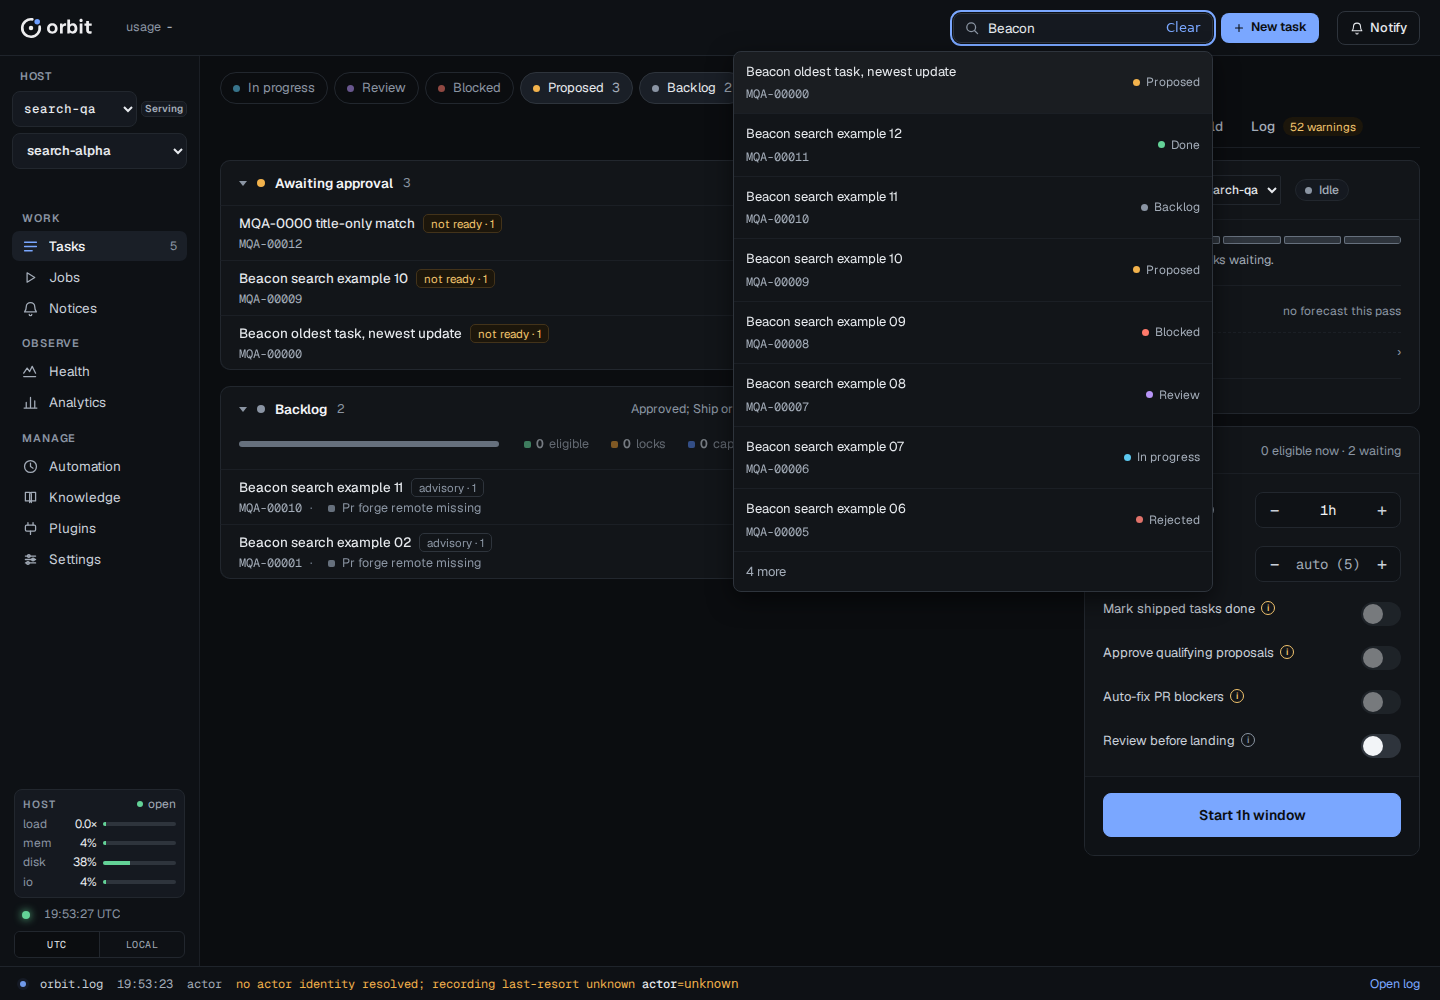 orbit
usage -
Beacon
Clear
+ New task
Notify
HOST
search-qa
Serving
search-alpha
WORK
Tasks 5
Jobs
Notices
OBSERVE
Health
Analytics
MANAGE
Automation
Knowledge
Plugins
Settings
HOST open
load 0.0×
mem 4%
disk 38%
io 4%
19:53:27 UTC
UTC LOCAL
In progress
Review
Blocked
Proposed 3
Backlog 2
Awaiting approval 3
MQA-0000 title-only match not ready · 1
MQA-00012
Beacon search example 10 not ready · 1
MQA-00009
Beacon oldest task, newest update not ready · 1
MQA-00000
Backlog 2
Approved; Ship or
0 eligible 0 locks 0 cap
Beacon search example 11 advisory · 1
MQA-00010 · Pr forge remote missing
Beacon search example 02 advisory · 1
MQA-00001 · Pr forge remote missing
Beacon oldest task, newest update
MQA-00000
Proposed
Beacon search example 12
MQA-00011
Done
Beacon search example 11
MQA-00010
Backlog
Beacon search example 10
MQA-00009
Proposed
Beacon search example 09
MQA-00008
Blocked
Beacon search example 08
MQA-00007
Review
Beacon search example 07
MQA-00006
In progress
Beacon search example 06
MQA-00005
Rejected
4 more
ld
Log 52 warnings
arch-qa
Idle
ks waiting.
no forecast this pass
›
0 eligible now · 2 waiting
− 1h +
− auto (5) +
Mark shipped tasks done
Approve qualifying proposals
Auto-fix PR blockers
Review before landing
Start 1h window
orbit.log 19:53:23 actor no actor identity resolved; recording last-resort unknown actor=unknown
Open log